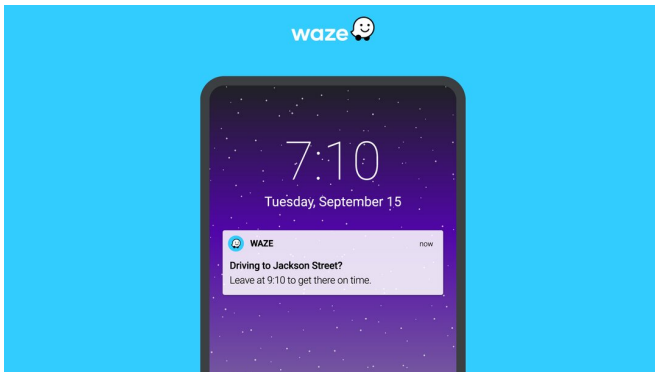 waze
7:10
Tuesday, September 15
WAZE now
Driving to Jackson Street?
Leave at 9:10 to get there on time.